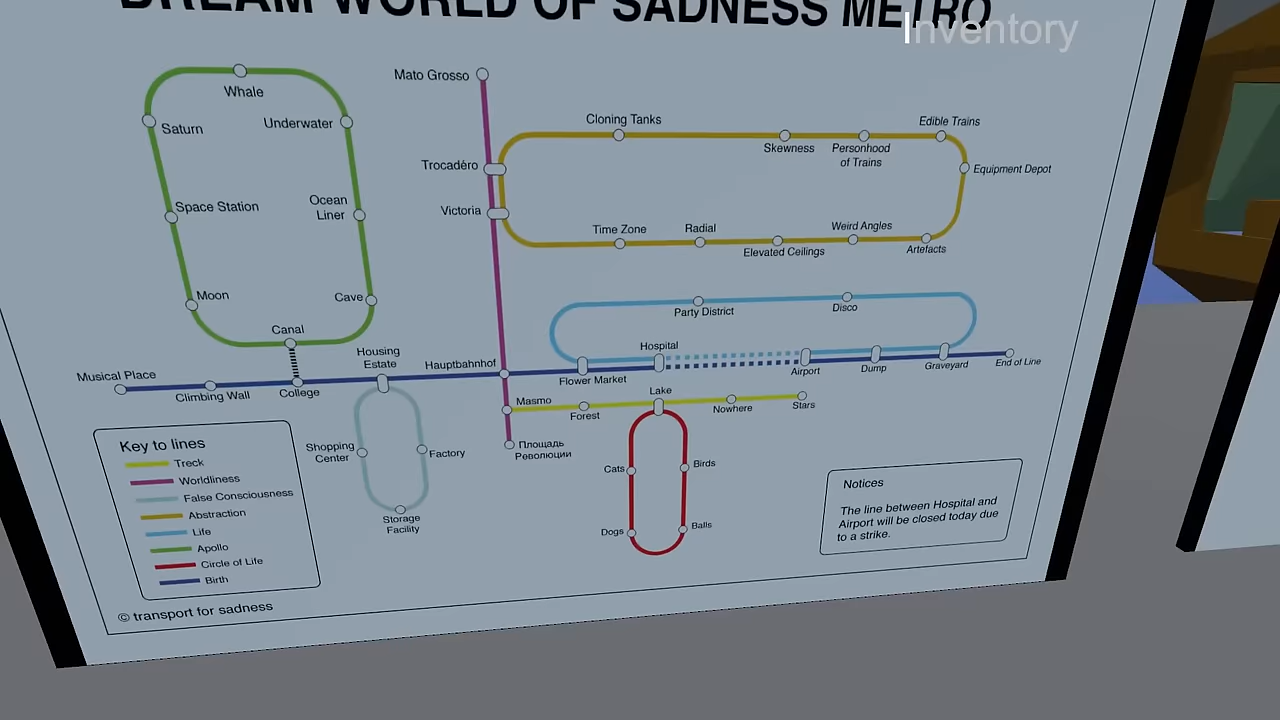 DREAM WORLD OF SADNESS METRO
Inventory
Mato Grosso
Whale
Saturn
Underwater
Cloning Tanks
Skewness
Personhood
of Trains
Edible Trains
Equipment Depot
Trocadéro
Victoria
Space Station
Ocean
Liner
Time Zone
Radial
Elevated Ceilings
Weird Angles
Artefacts
Moon
Cave
Canal
Party District
Disco
Musical Place
Climbing Wall
College
Housing
Estate
Hauptbahnhof
Flower Market
Hospital
Airport
Dump
Graveyard
End of Line
Masmo
Forest
Lake
Nowhere
Stars
Площадь
Революции
Shopping
Center
Factory
Storage
Facility
Cats
Birds
Dogs
Balls
Key to lines
Treck
Worldliness
False Consciousness
Abstraction
Life
Apollo
Circle of Life
Birth
Notices
The line between Hospital and
Airport will be closed today due
to a strike.
© transport for sadness